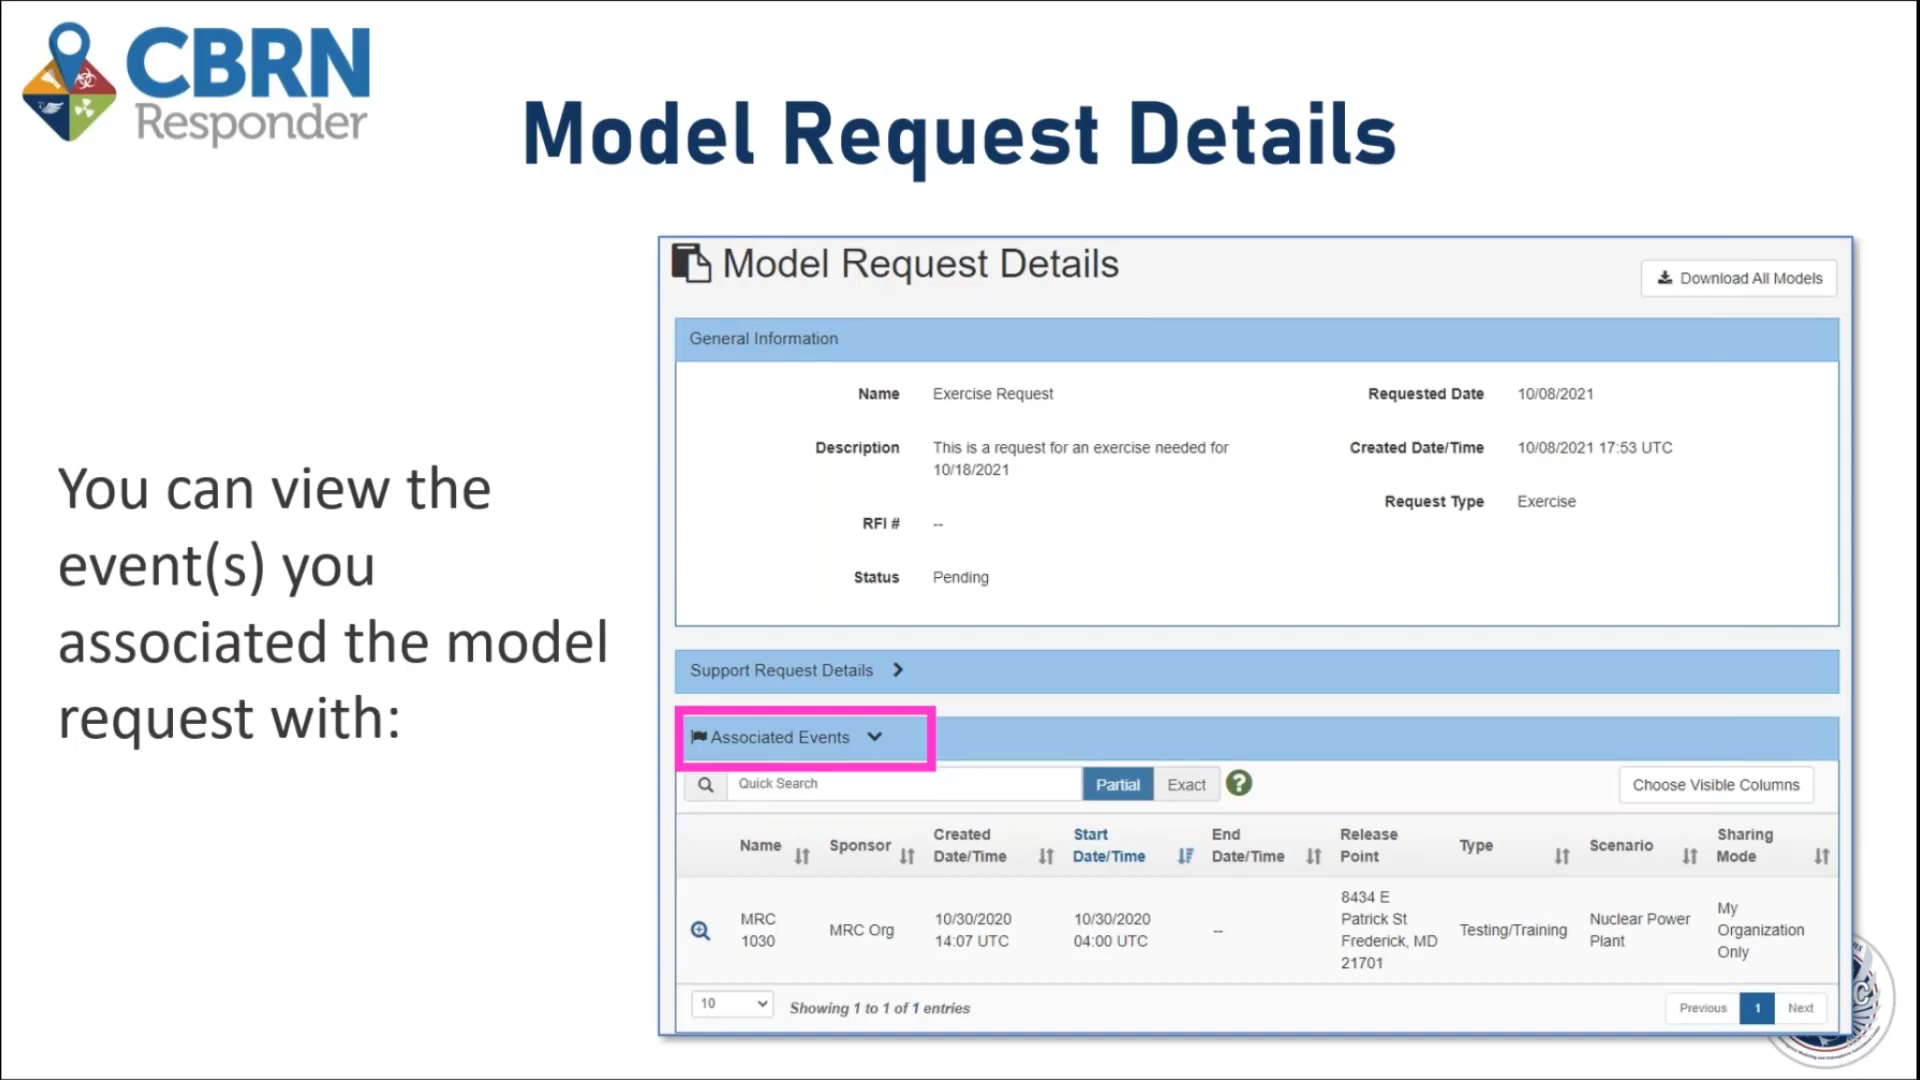 CBRN
Responder
Model Request Details
You can view the
event(s) you
associated the model
request with:
Model Request Details
Download All Models
General Information
Name Exercise Request
Requested Date 10/08/2021
Description This is a request for an exercise needed for
10/18/2021
Created Date/Time 10/08/2021 17:53 UTC
Request Type Exercise
RFI # --
Status Pending
Support Request Details
Associated Events
Quick Search Partial Exact ? Choose Visible Columns
Name Sponsor Created Date/Time Start Date/Time End Date/Time Release Point Type Scenario Sharing Mode
MRC 1030 MRC Org 10/30/2020 14:07 UTC 10/30/2020 04:00 UTC -- 8434 E Patrick St Frederick, MD 21701 Testing/Training Nuclear Power Plant My Organization Only
10 Showing 1 to 1 of 1 entries Previous 1 Next